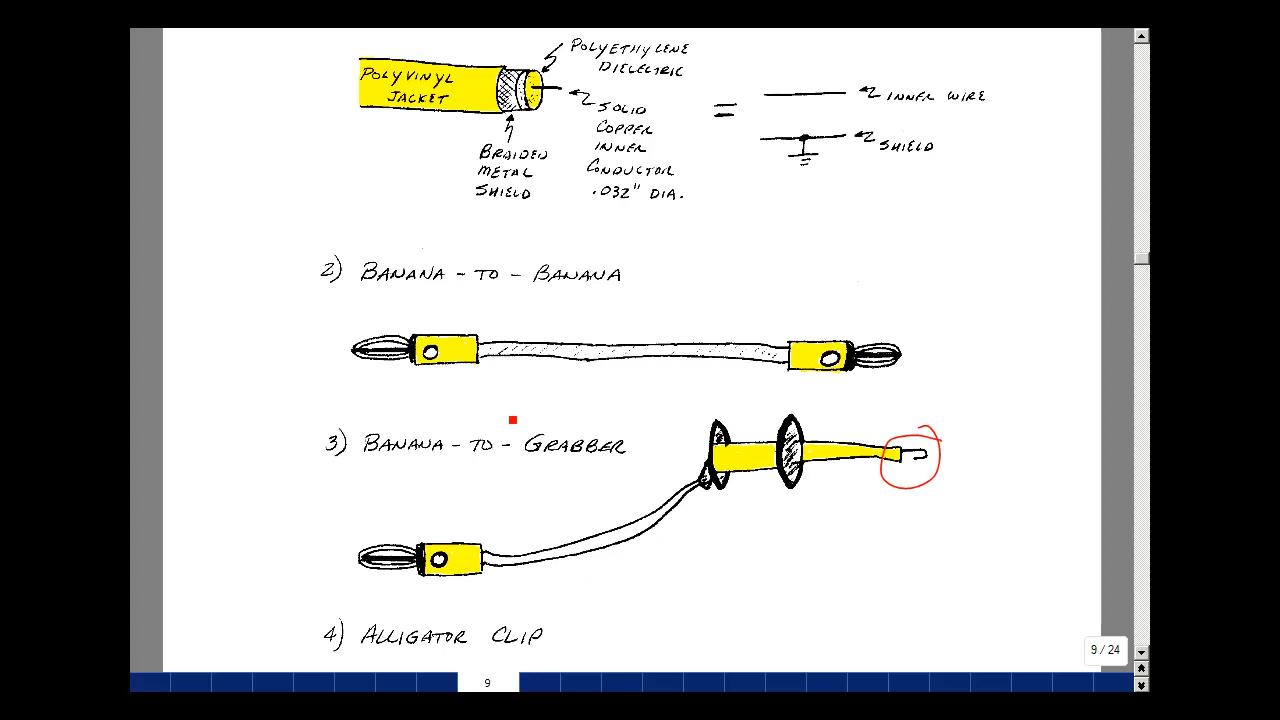 POLYETHYLENE
DIELECTRIC
POLYVINYL
JACKET
SOLID
COPPER
INNER
CONDUCTOR
.032" DIA.
BRAIDED
METAL
SHIELD
=
INNER WIRE
SHIELD
2) BANANA - TO - BANANA
3) BANANA - TO - GRABBER
4) ALLIGATOR CLIP
9 / 24
9